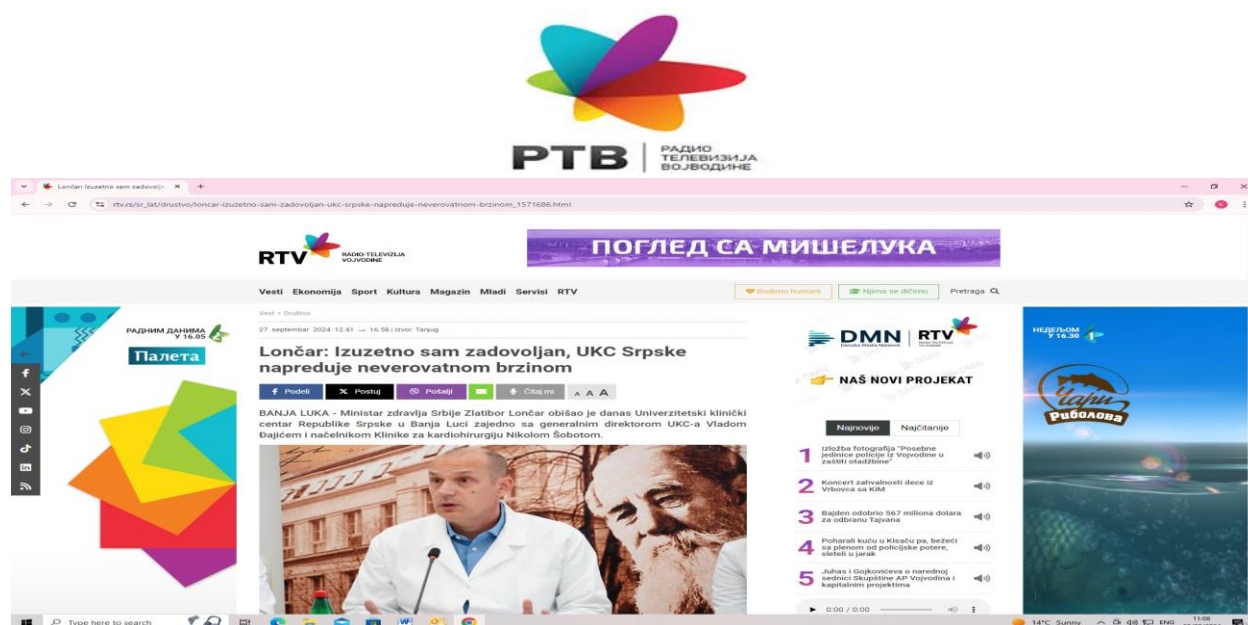 РТВ
РАДИО
ТЕЛЕВИЗИЈА
ВОЈВОДИНЕ
Lončar: Izuzetno sam zadovolja
rtv.rs/sr_lat/drustvo/loncar-izuzetno-sam-zadovoljan-ukc-srpske-napreduje-neverovatnom-brzinom_1571686.html
RTV
RADIO-TELEVIZIJA
VOJVODINE
ПОГЛЕД СА МИШЕЛУКА
Vesti Ekonomija Sport Kultura Magazin Mladi Servisi RTV
Budimo humani
Njima se dičimo
Pretraga
РАДНИМ ДАНИМА
У 16.05
2
Палета
Vest > Društvo
27. septembar 2024. 12.41 → 16.58 | Izvor: Tanjug
Lončar: Izuzetno sam zadovoljan, UKC Srpske
napreduje neverovatnom brzinom
Podeli
Postuj
Pošalji
Čitaj mi
A A A
BANJA LUKA - Ministar zdravlja Srbije Zlatibor Lončar obišao je danas Univerzitetski klinički
centar Republike Srpske u Banja Luci zajedno sa generalnim direktorom UKC-a Vladom
Đajićem i načelnikom Klinike za kardiohirurgiju Nikolom Šobotom.
DMN
RTV
NAŠ NOVI PROJEKAT
Najnovije
Najčitanije
1 Izložba fotografija "Posebne
jedinice policije iz Vojvodine u
zaštiti otadžbine"
2 Koncert zahvalnosti dece iz
Vrbovca sa KiM
3 Bajden odobrio 567 miliona dolara
za odbranu Tajvana
4 Poharali kuću u Kisaču pa, bežeći
sa plenom od policijske potere,
sleteli u jarak
5 Juhas i Gojkovićeva o narednoj
sednici Skupštine AP Vojvodina i
kapitalnim projektima
0:00 / 0:00
НЕДЕЉОМ
У 16.30
1
Чари
Риболова
Type here to search
14°C Sunny
ENG
11:08